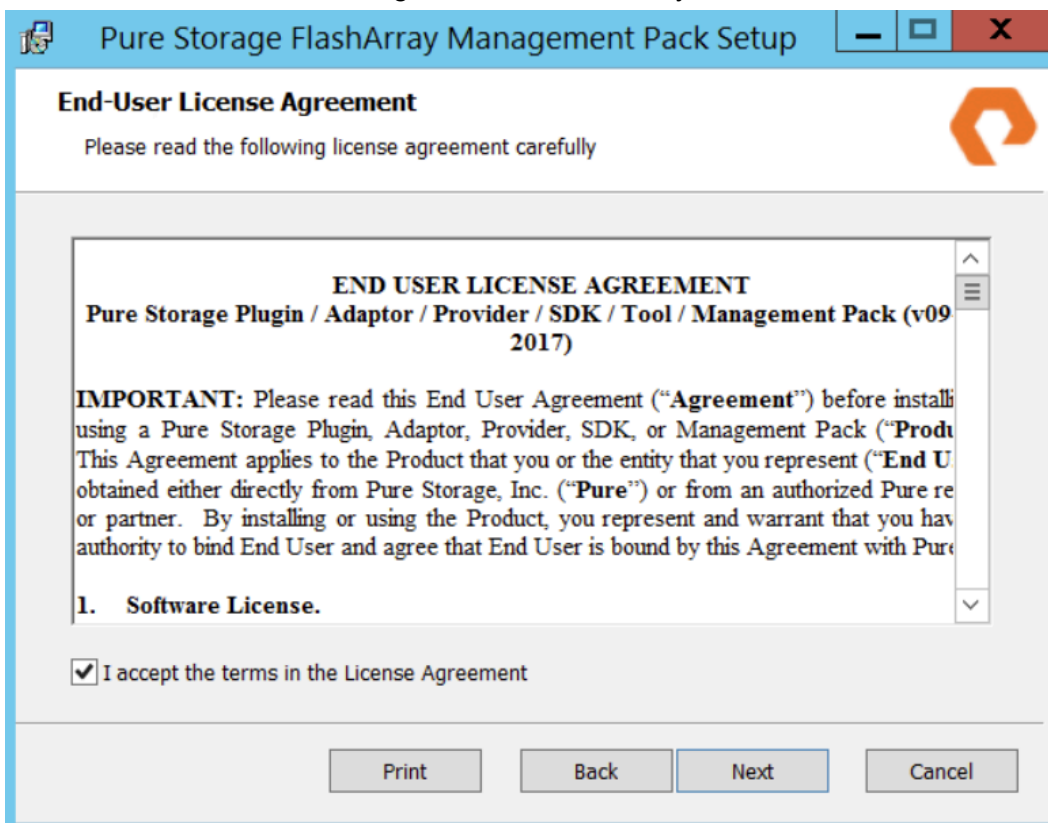 Pure Storage FlashArray Management Pack Setup
End-User License Agreement
Please read the following license agreement carefully
END USER LICENSE AGREEMENT
Pure Storage Plugin / Adaptor / Provider / SDK / Tool / Management Pack (v09
2017)
IMPORTANT: Please read this End User Agreement (“Agreement”) before installi
using a Pure Storage Plugin, Adaptor, Provider, SDK, or Management Pack (“Produ
This Agreement applies to the Product that you or the entity that you represent (“End U
obtained either directly from Pure Storage, Inc. (“Pure”) or from an authorized Pure re
or partner. By installing or using the Product, you represent and warrant that you hav
authority to bind End User and agree that End User is bound by this Agreement with Pure
1. Software License.
I accept the terms in the License Agreement
Print Back Next Cancel